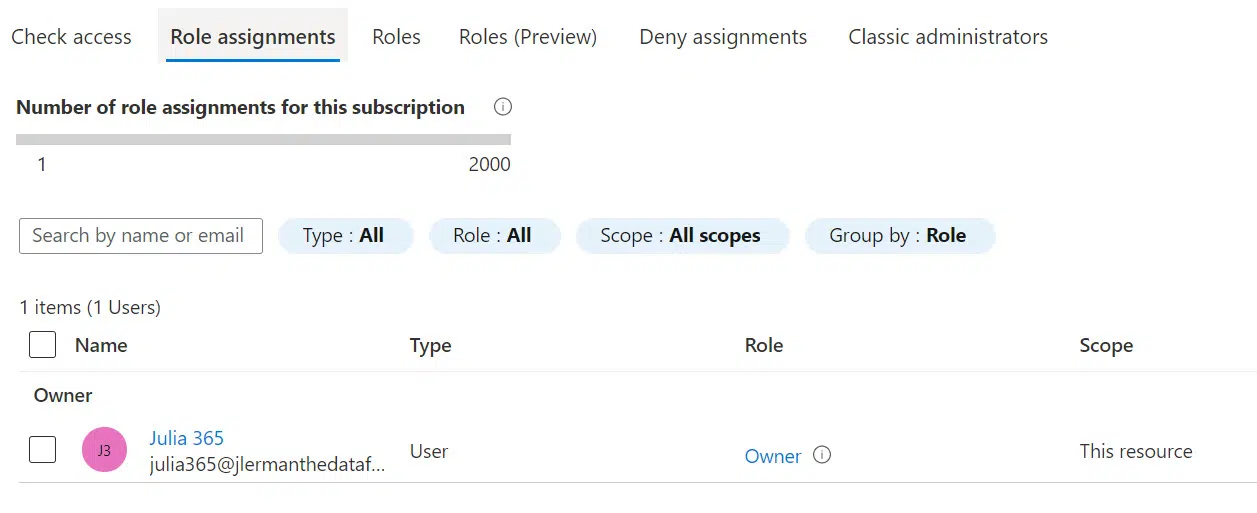 Check access Role assignments Roles Roles (Preview) Deny assignments Classic administrators
Number of role assignments for this subscription
1 2000
Search by name or email Type : All Role : All Scope : All scopes Group by : Role
1 items (1 Users)
Name Type Role Scope
Owner
J3 Julia 365 User Owner This resource
julia365@jlermanthedataf...